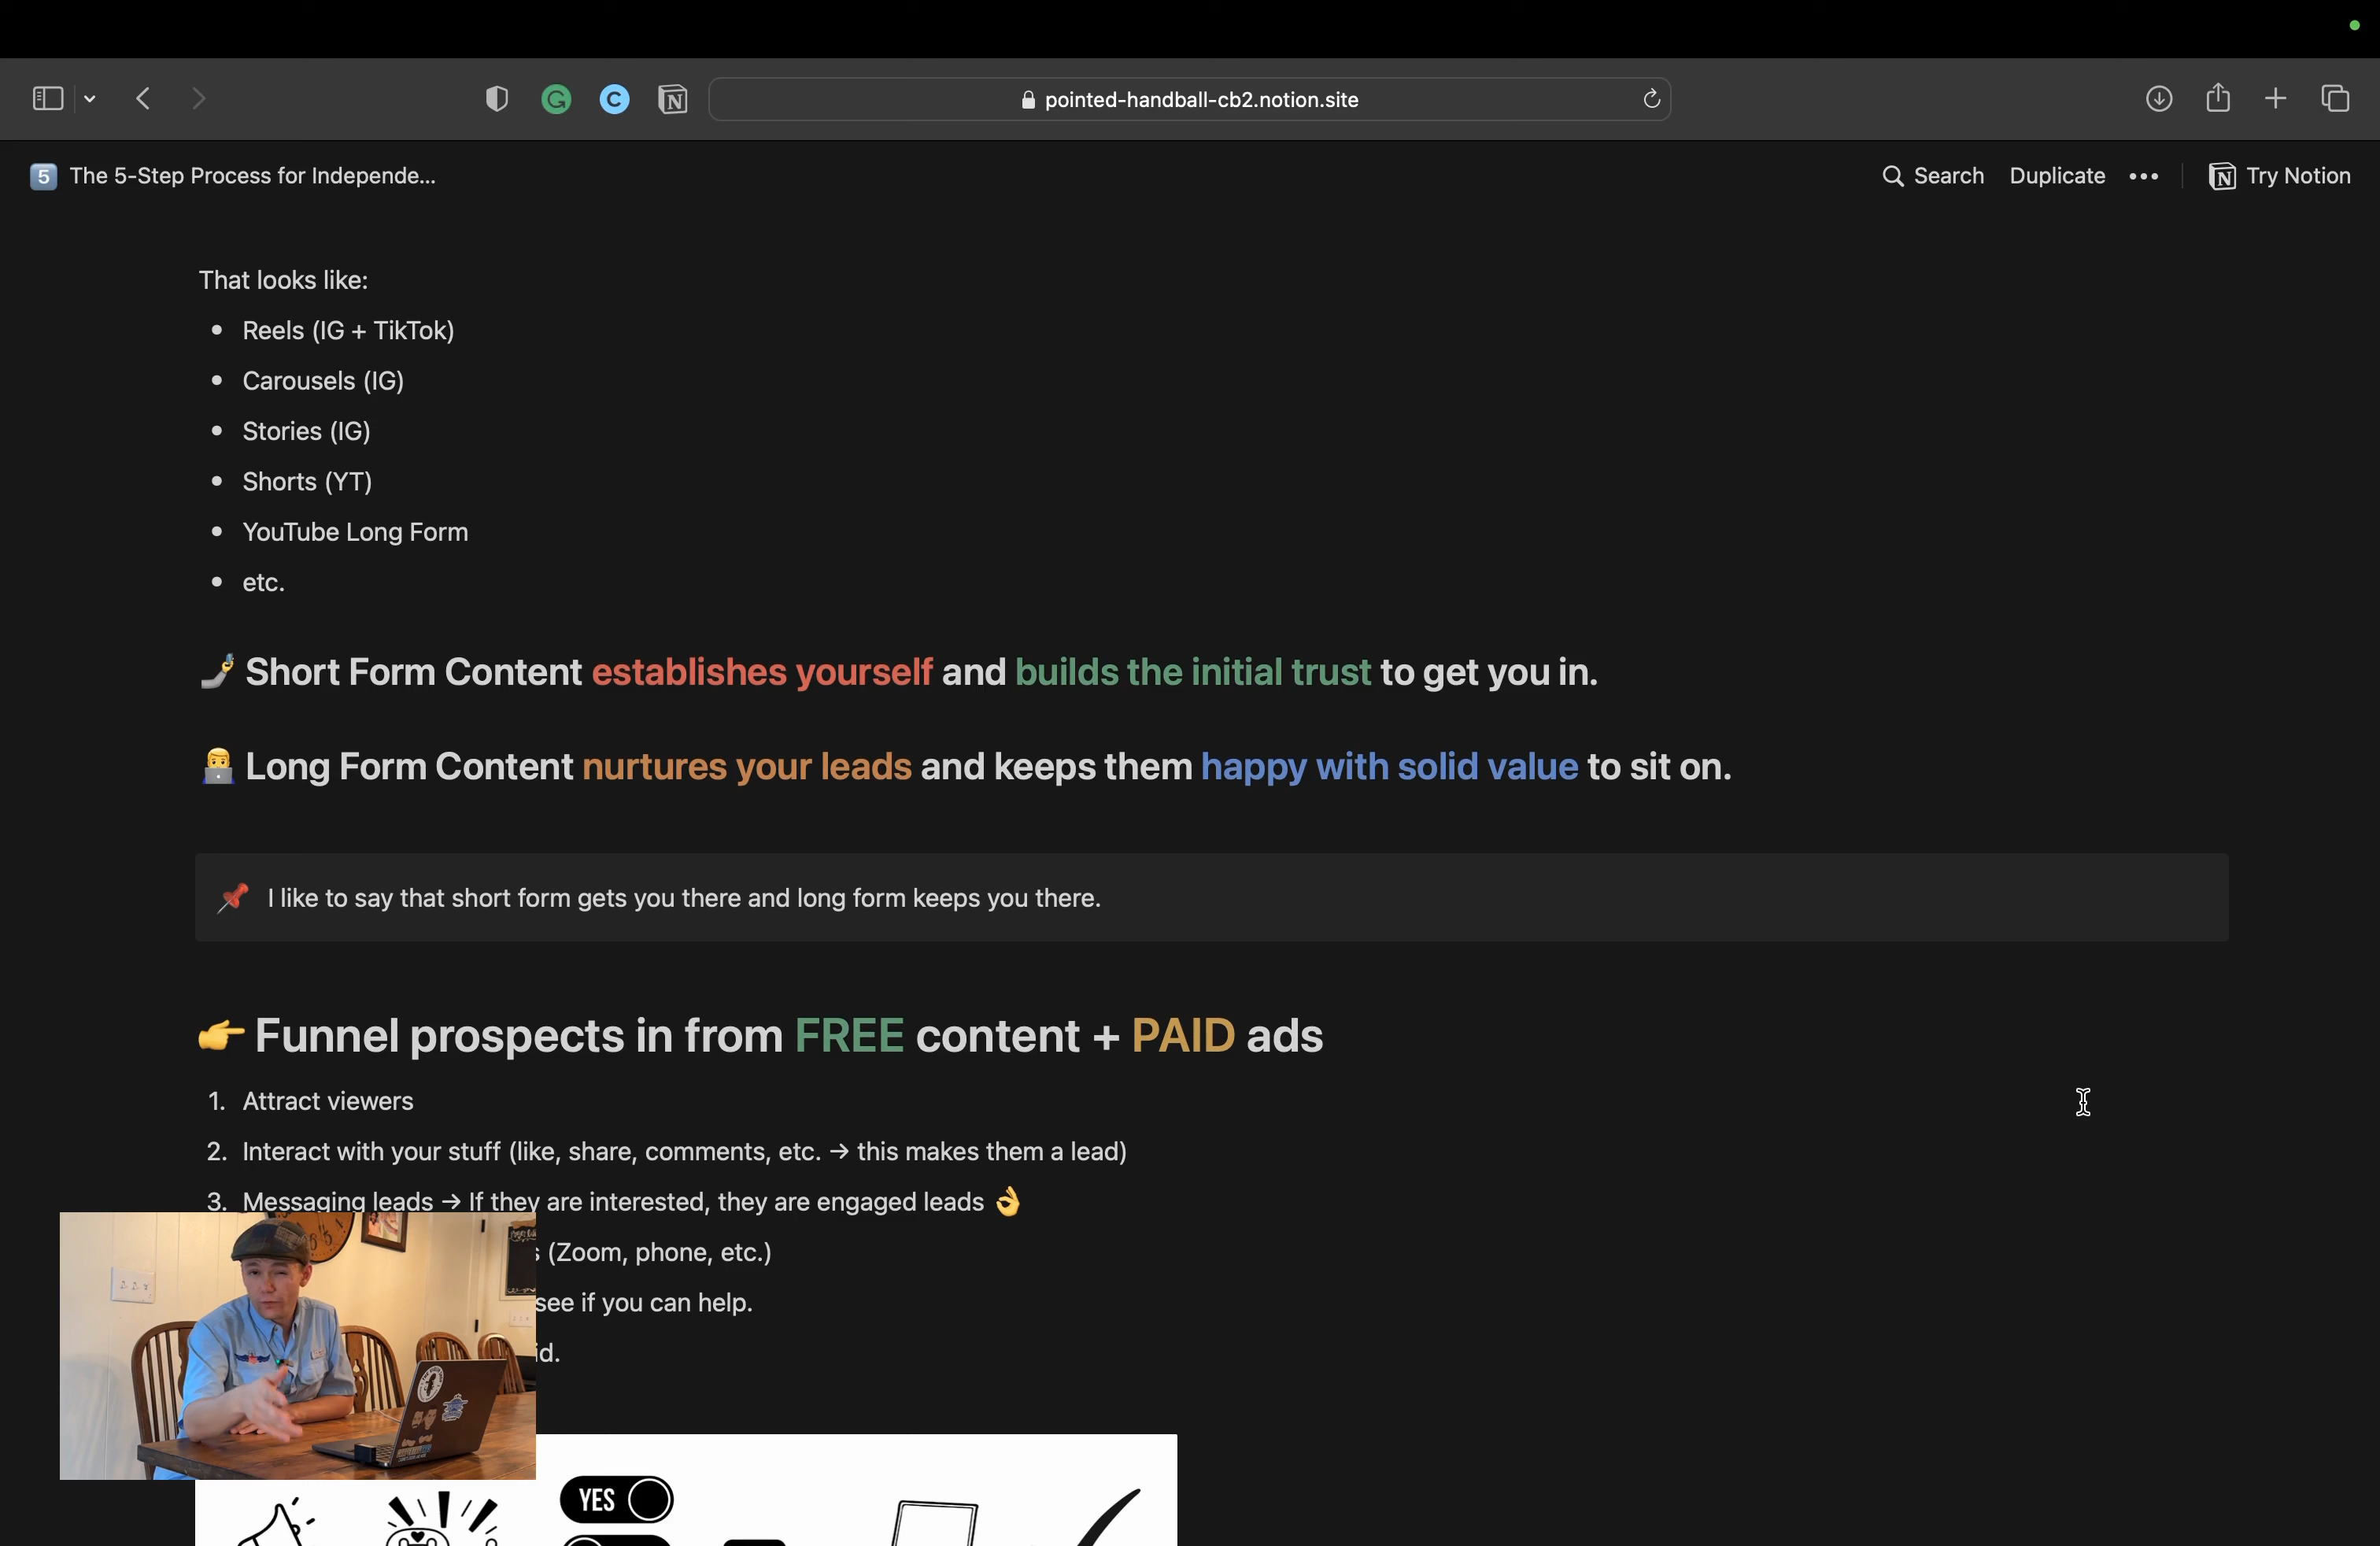 pointed-handball-cb2.notion.site
5 The 5-Step Process for Independe...
Search Duplicate ••• Try Notion
That looks like:
• Reels (IG + TikTok)
• Carousels (IG)
• Stories (IG)
• Shorts (YT)
• YouTube Long Form
• etc.
🤳 Short Form Content establishes yourself and builds the initial trust to get you in.
👨‍💻 Long Form Content nurtures your leads and keeps them happy with solid value to sit on.
📌 I like to say that short form gets you there and long form keeps you there.
👉 Funnel prospects in from FREE content + PAID ads
1. Attract viewers
2. Interact with your stuff (like, share, comments, etc. → this makes them a lead)
3. Messaging leads → If they are interested, they are engaged leads 👌
(Zoom, phone, etc.)
see if you can help.
YES